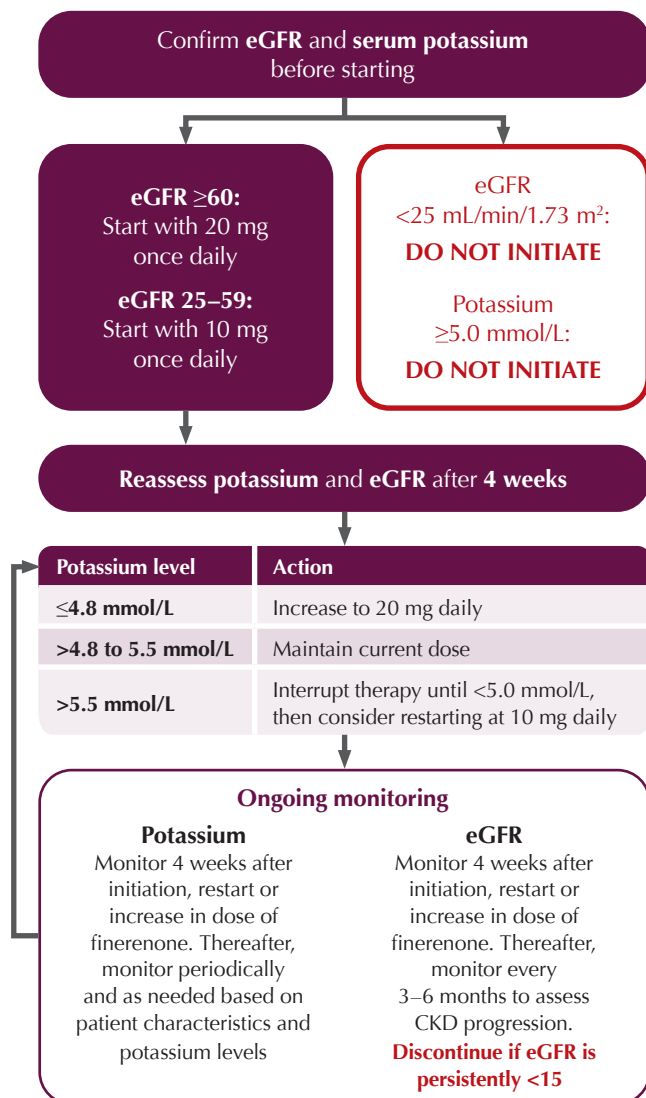 Confirm eGFR and serum potassium
before starting
eGFR ≥60:
Start with 20 mg
once daily
eGFR 25–59:
Start with 10 mg
once daily
eGFR
<25 mL/min/1.73 m²:
DO NOT INITIATE
Potassium
≥5.0 mmol/L:
DO NOT INITIATE
Reassess potassium and eGFR after 4 weeks
Potassium level Action
≤4.8 mmol/L Increase to 20 mg daily
>4.8 to 5.5 mmol/L Maintain current dose
>5.5 mmol/L Interrupt therapy until <5.0 mmol/L,
then consider restarting at 10 mg daily
Ongoing monitoring
Potassium
Monitor 4 weeks after
initiation, restart or
increase in dose of
finerenone. Thereafter,
monitor periodically
and as needed based on
patient characteristics and
potassium levels
eGFR
Monitor 4 weeks after
initiation, restart or
increase in dose of
finerenone. Thereafter,
monitor every
3–6 months to assess
CKD progression.
Discontinue if eGFR is
persistently <15